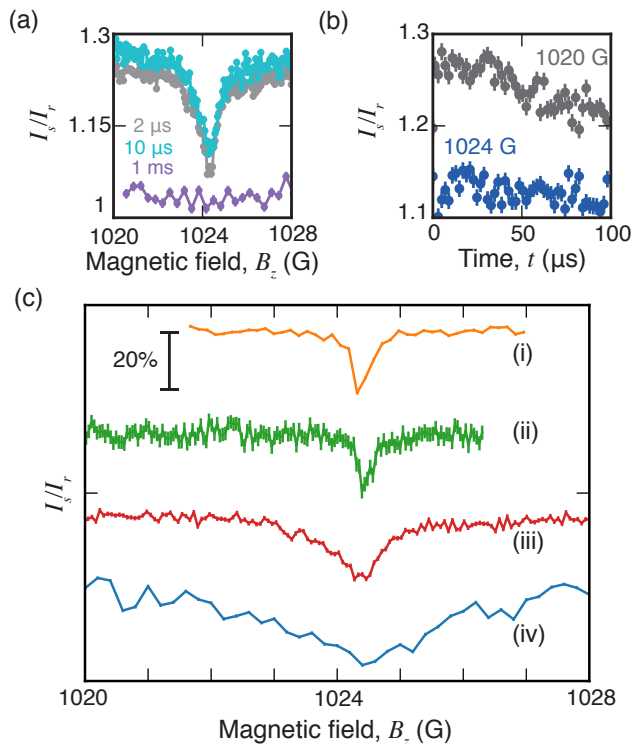 (a)
1.3
1.15
1
I_s/I_r
2 µs
10 µs
1 ms
1020
1024
1028
Magnetic field, B_z (G)
(b)
1.3
1.2
1.1
I_s/I_r
1020 G
1024 G
0
50
100
Time, t (µs)
(c)
20%
(i)
(ii)
(iii)
(iv)
I_s/I_r
1020
1022
1024
1026
1028
Magnetic field, B_z (G)